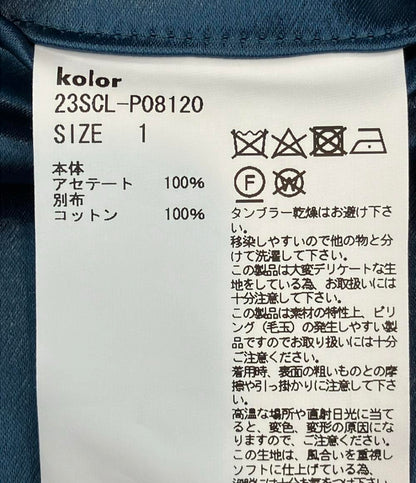 kolor
23SCL-P08120
SIZE 1
本体
アセテート 100%
別布
コットン 100%
F
W
タンブラー乾燥はお避け下さ
い。
移染しやすいので他の物と分
けて洗濯して下さい。
この製品は大変デリケートな生
地をしている為、お取扱いには
十分注意して下さい。
この製品は素材の特性上、ピリ
ング(毛玉)の発生しやすい製
品ですのでお取り扱いには十分
ご注意ください。
着用時、表面の粗いものとの摩
擦や引っ掛かりに注意して下さ
い。
高温な場所や直射日光に当て
ると、変色、変形の原因にな
りますので、ご注意下さい。
この生地は、風合いを重視し
ソフトに仕上げている為、